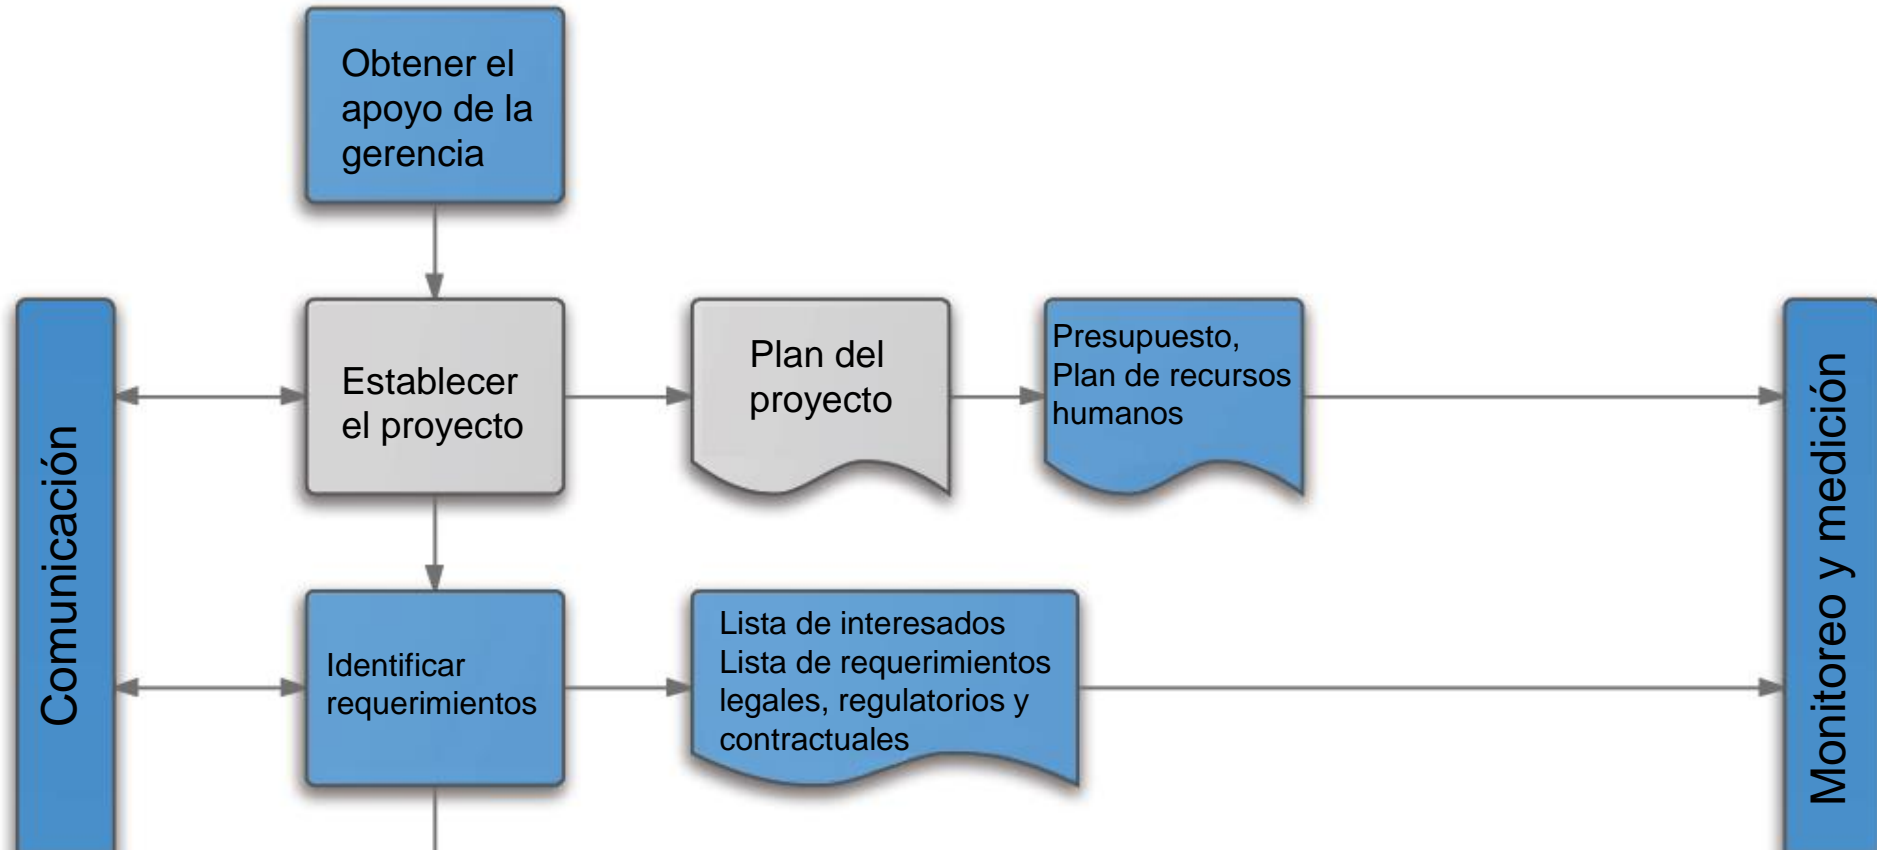 Obtener el
apoyo de la
gerencia
Comunicación
Establecer
el proyecto
Plan del
proyecto
Presupuesto,
Plan de recursos
humanos
Monitoreo y medición
Identificar
requerimientos
Lista de interesados
Lista de requerimientos
legales, regulatorios y
contractuales